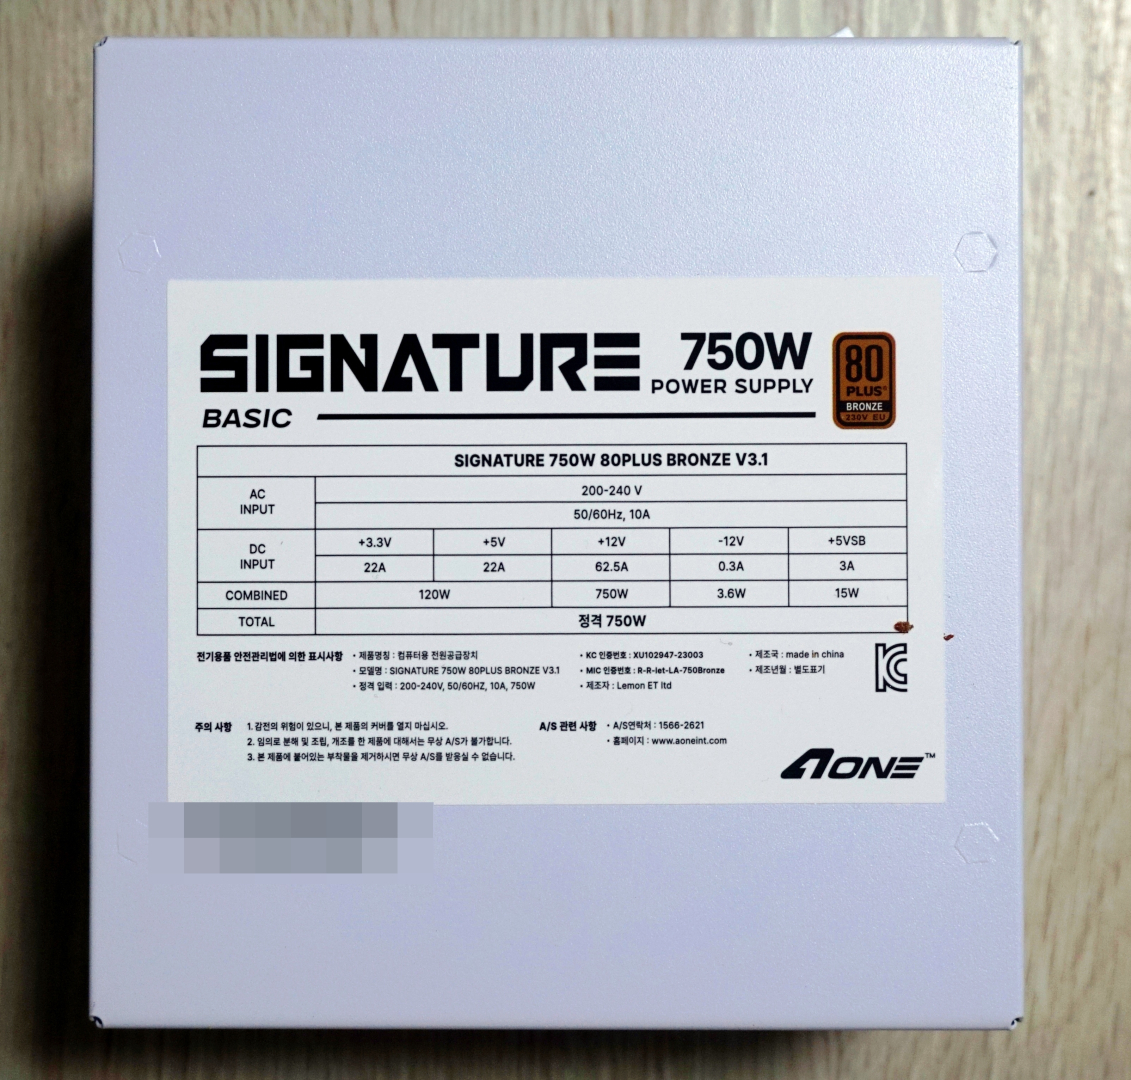 SIGNATURE 750W
POWER SUPPLY
BASIC
80
PLUS®
BRONZE
230V EU
SIGNATURE 750W 80PLUS BRONZE V3.1
AC INPUT 200-240 V
50/60Hz, 10A
DC INPUT +3.3V +5V +12V -12V +5VSB
22A 22A 62.5A 0.3A 3A
COMBINED 120W 750W 3.6W 15W
TOTAL 정격 750W
전기용품 안전관리법에 의한 표시사항 • 제품명칭 : 컴퓨터용 전원공급장치
• 모델명 : SIGNATURE 750W 80PLUS BRONZE V3.1
• 정격 입력 : 200-240V, 50/60HZ, 10A, 750W
• KC 인증번호 : XU102947-23003
• MIC 인증번호 : R-R-let-LA-750Bronze
• 제조자 : Lemon ET ltd
• 제조국 : made in china
• 제조년월 : 별도표기
주의 사항 1. 감전의 위험이 있으니, 본 제품의 커버를 열지 마십시오.
2. 임의로 분해 및 조립, 개조를 한 제품에 대해서는 무상 A/S가 불가합니다.
3. 본 제품에 붙어있는 부착물을 제거하시면 무상 A/S를 받으실 수 없습니다.
A/S 관련 사항 • A/S연락처 : 1566-2621
• 홈페이지 : www.aoneint.com
AONE™